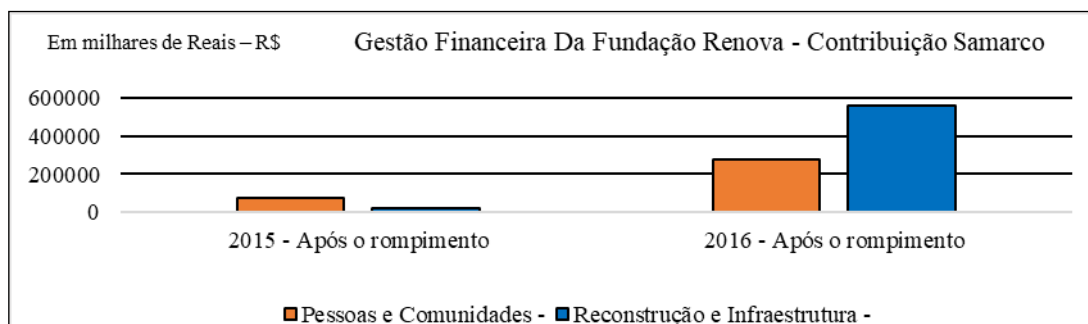 Em milhares de Reais – R$
Gestão Financeira Da Fundação Renova - Contribuição Samarco
600000
400000
200000
0
2015 - Após o rompimento
2016 - Após o rompimento
Pessoas e Comunidades -
Reconstrução e Infraestrutura -